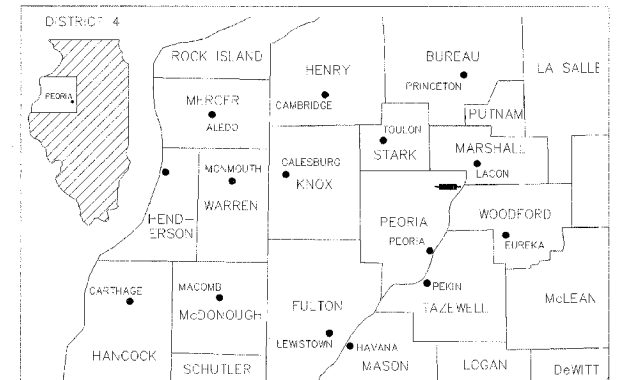 DISTRICT 4
PEORIA
ROCK ISLAND
HENRY
CAMBRIDGE
BUREAU
PRINCETON
LA SALLE
MERCER
ALEDO
PUTNAM
TOULON
STARK
MARSHALL
LACON
MONMOUTH
WARREN
GALESBURG
KNOX
HEND-
ERSON
PEORIA
PEORIA
WOODFORD
EUREKA
CARTHAGE
HANCOCK
MACOMB
McDONOUGH
FULTON
LEWISTOWN
HAVANA
PEKIN
TAZEWELL
McLEAN
SCHUTLER
MASON
LOGAN
DeWITT